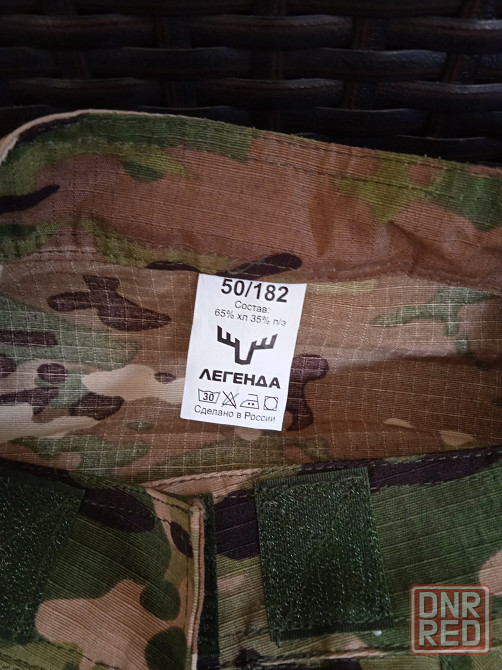 50/182
Состав:
65% хл 35% п/э
ЛЕГЕНДА
30
Сделано в России
DNR
RED